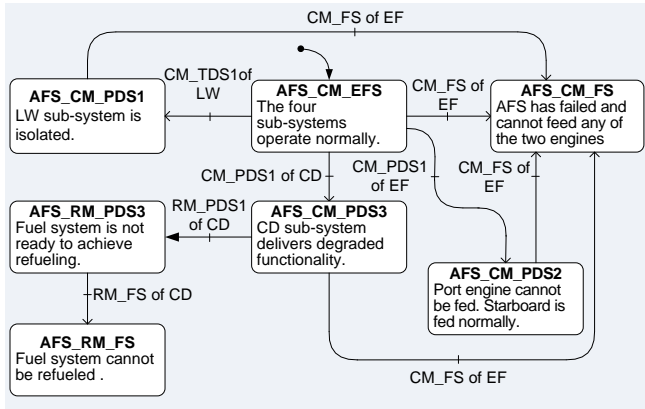 CM_FS of EF
AFS_CM_PDS1
LW sub-system is
isolated.
CM_TDS1of
LW
AFS_CM_EFS
The four
sub-systems
operate normally.
CM_FS of
EF
AFS_CM_FS
AFS has failed and
cannot feed any of
the two engines
CM_PDS1 of CD
CM_PDS1
of EF
CM_FS of
EF
AFS_RM_PDS3
Fuel system is not
ready to achieve
refueling.
RM_PDS1
of CD
AFS_CM_PDS3
CD sub-system
delivers degraded
functionality.
AFS_CM_PDS2
Port engine cannot
be fed. Starboard is
fed normally.
RM_FS of CD
AFS_RM_FS
Fuel system cannot
be refueled .
CM_FS of EF